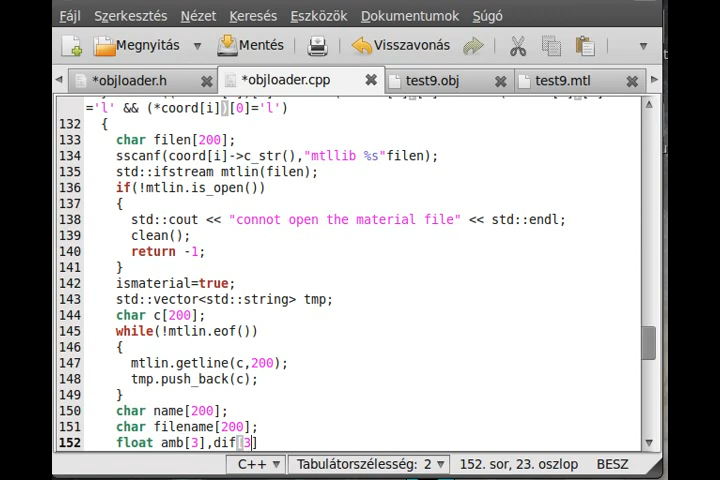 Fájl Szerkesztés Nézet Keresés Eszközök Dokumentumok Súgó
Megnyitás Mentés Visszavonás
*objloader.h *objloader.cpp test9.obj test9.mtl
='l' && (*coord[i])[0]='l')
132 {
133 char filen[200];
134 sscanf(coord[i]->c_str(),"mtllib %s"filen);
135 std::ifstream mtlin(filen);
136 if(!mtlin.is_open())
137 {
138 std::cout << "connot open the material file" << std::endl;
139 clean();
140 return -1;
141 }
142 ismaterial=true;
143 std::vector<std::string> tmp;
144 char c[200];
145 while(!mtlin.eof())
146 {
147 mtlin.getline(c,200);
148 tmp.push_back(c);
149 }
150 char name[200];
151 char filename[200];
152 float amb[3],dif[3]
C++ Tabulátorszélesség: 2 152. sor, 23. oszlop BESZ